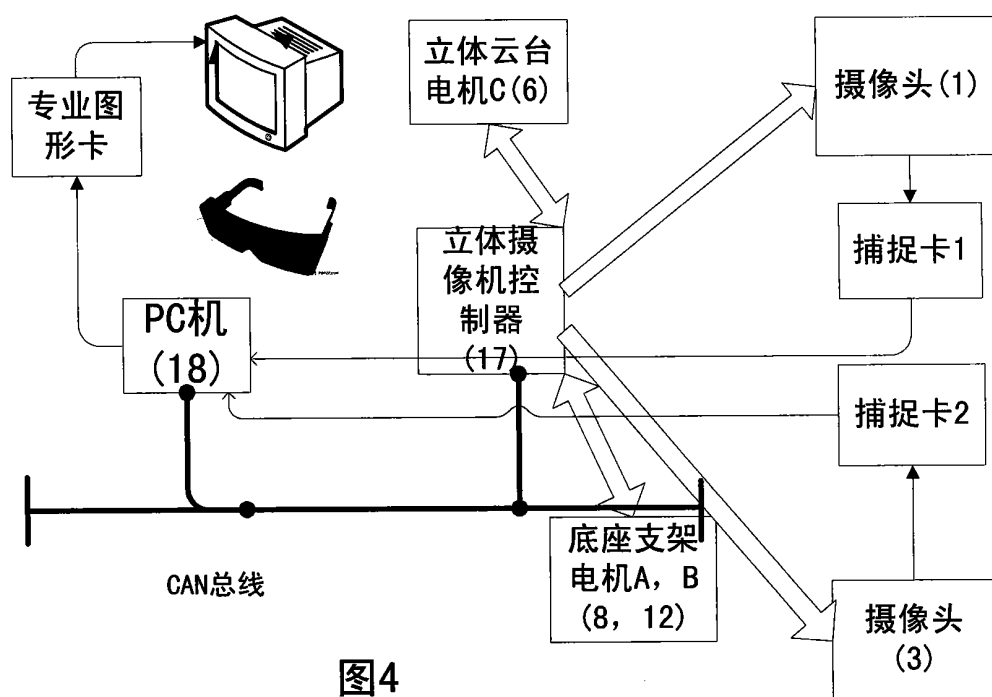 立体云台
电机C(6)
摄像头(1)
专业图
形卡
立体摄
像机控
制器
(17)
捕捉卡1
PC机
(18)
捕捉卡2
底座支架
电机A，B
(8，12)
CAN总线
摄像头
(3)
图4